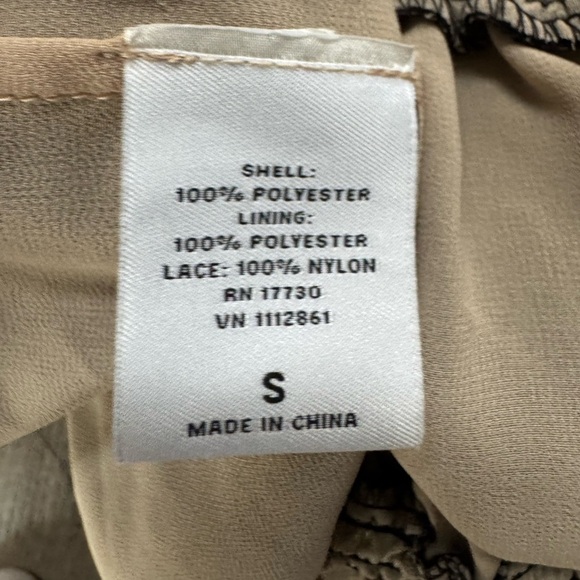 SHELL:
100% POLYESTER
LINING:
100% POLYESTER
LACE: 100% NYLON
RN 17730
VN 1112861
S
MADE IN CHINA